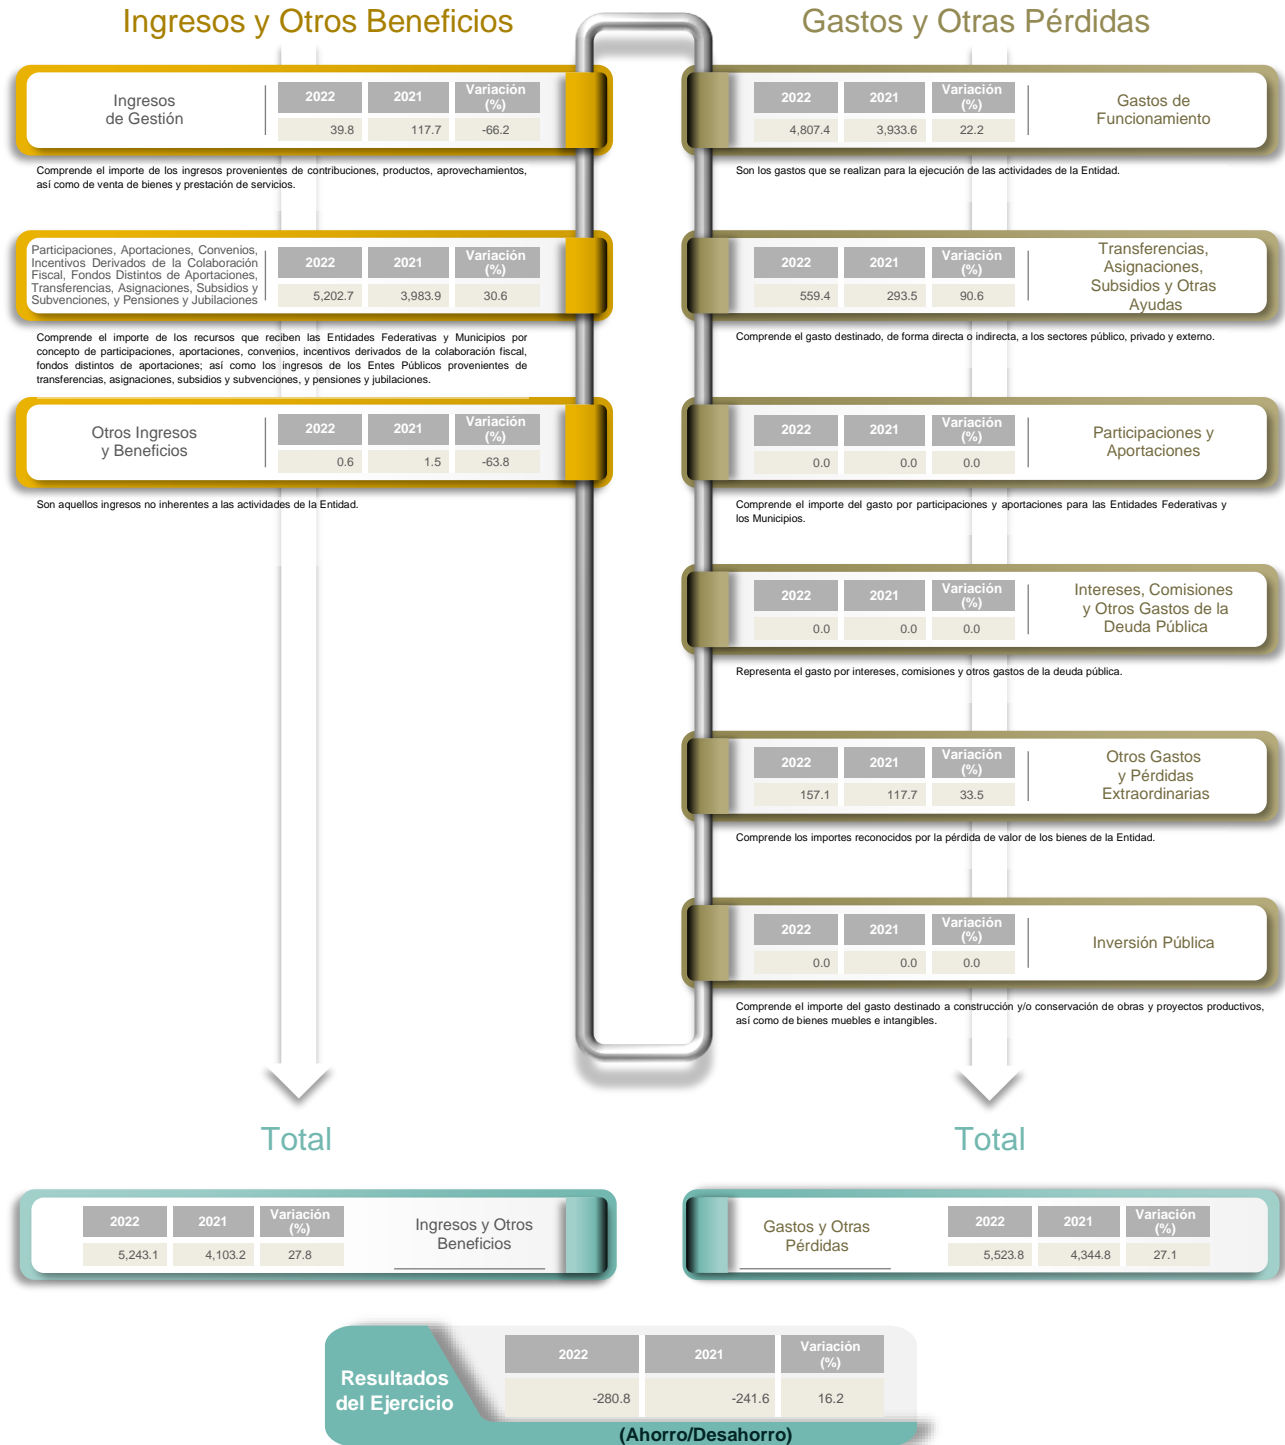 Ingresos y Otros Beneficios
Ingresos
de Gestión
2022 2021 Variación
(%)
39.8 117.7 -66.2
Comprende el importe de los ingresos provenientes de contribuciones, productos, aprovechamientos,
así como de venta de bienes y prestación de servicios.
Participaciones, Aportaciones, Convenios,
Incentivos Derivados de la Colaboración
Fiscal, Fondos Distintos de Aportaciones,
Transferencias, Asignaciones, Subsidios y
Subvenciones, y Pensiones y Jubilaciones
2022 2021 Variación
(%)
5,202.7 3,983.9 30.6
Comprende el importe de los recursos que reciben las Entidades Federativas y Municipios por
concepto de participaciones, aportaciones, convenios, incentivos derivados de la colaboración fiscal,
fondos distintos de aportaciones; así como los ingresos de los Entes Públicos provenientes de
transferencias, asignaciones, subsidios y subvenciones, y pensiones y jubilaciones.
Otros Ingresos
y Beneficios
2022 2021 Variación
(%)
0.6 1.5 -63.8
Son aquellos ingresos no inherentes a las actividades de la Entidad.
Gastos y Otras Pérdidas
2022 2021 Variación
(%)
4,807.4 3,933.6 22.2
Gastos de
Funcionamiento
Son los gastos que se realizan para la ejecución de las actividades de la Entidad.
2022 2021 Variación
(%)
559.4 293.5 90.6
Transferencias,
Asignaciones,
Subsidios y Otras
Ayudas
Comprende el gasto destinado, de forma directa o indirecta, a los sectores público, privado y externo.
2022 2021 Variación
(%)
0.0 0.0 0.0
Participaciones y
Aportaciones
Comprende el importe del gasto por participaciones y aportaciones para las Entidades Federativas y
los Municipios.
2022 2021 Variación
(%)
0.0 0.0 0.0
Intereses, Comisiones
y Otros Gastos de la
Deuda Pública
Representa el gasto por intereses, comisiones y otros gastos de la deuda pública.
2022 2021 Variación
(%)
157.1 117.7 33.5
Otros Gastos
y Pérdidas
Extraordinarias
Comprende los importes reconocidos por la pérdida de valor de los bienes de la Entidad.
2022 2021 Variación
(%)
0.0 0.0 0.0
Inversión Pública
Comprende el importe del gasto destinado a construcción y/o conservación de obras y proyectos productivos,
así como de bienes muebles e intangibles.
Total
2022 2021 Variación
(%)
5,243.1 4,103.2 27.8
Ingresos y Otros
Beneficios
Total
Gastos y Otras
Pérdidas
2022 2021 Variación
(%)
5,523.8 4,344.8 27.1
Resultados
del Ejercicio
2022 2021 Variación
(%)
-280.8 -241.6 16.2
(Ahorro/Desahorro)